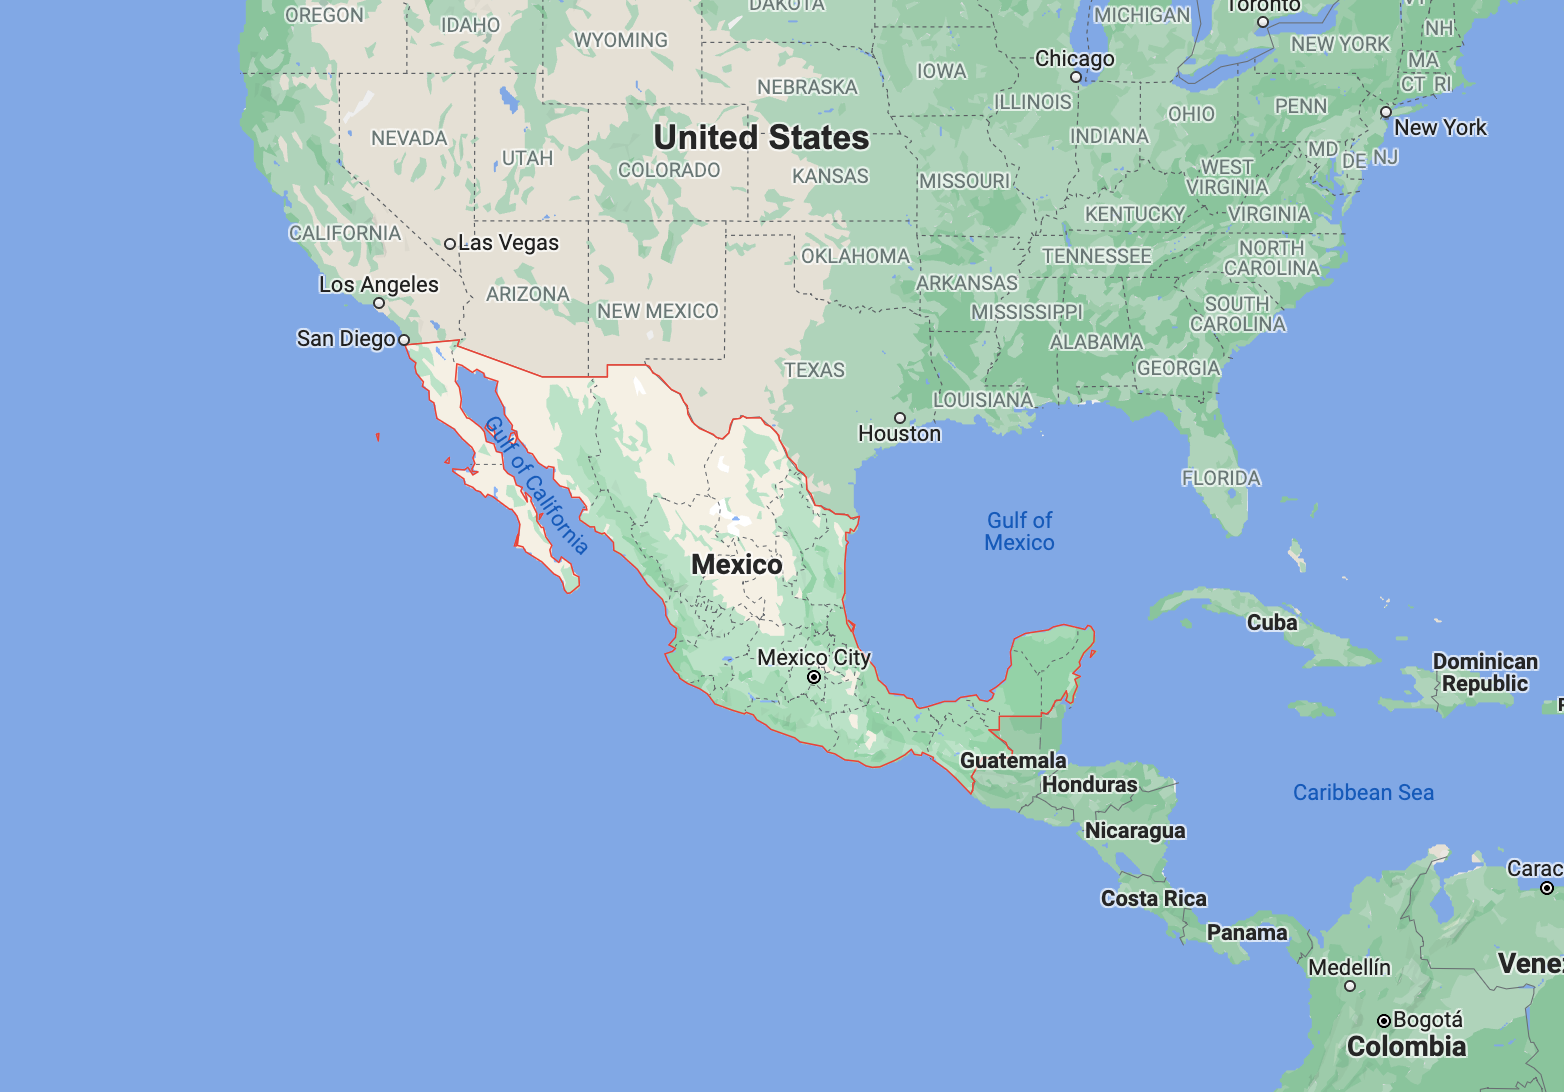 OREGON
IDAHO
WYOMING
DAKOTA
MICHIGAN
Toronto
NH
NEW YORK
MA
CT RI
Chicago
IOWA
NEBRASKA
ILLINOIS
OHIO
PENN
New York
NEVADA
UTAH
United States
COLORADO
KANSAS
MISSOURI
INDIANA
MD
DE
NJ
WEST
VIRGINIA
KENTUCKY
VIRGINIA
CALIFORNIA
Las Vegas
OKLAHOMA
TENNESSEE
NORTH
CAROLINA
Los Angeles
ARIZONA
NEW MEXICO
ARKANSAS
MISSISSIPPI
SOUTH
CAROLINA
San Diego
ALABAMA
TEXAS
GEORGIA
LOUISIANA
Houston
FLORIDA
Gulf of California
Gulf of
Mexico
Mexico
Cuba
Mexico City
Dominican
Republic
Guatemala
Honduras
Caribbean Sea
Nicaragua
Carac
Costa Rica
Panama
Medellín
Vene
Bogotá
Colombia